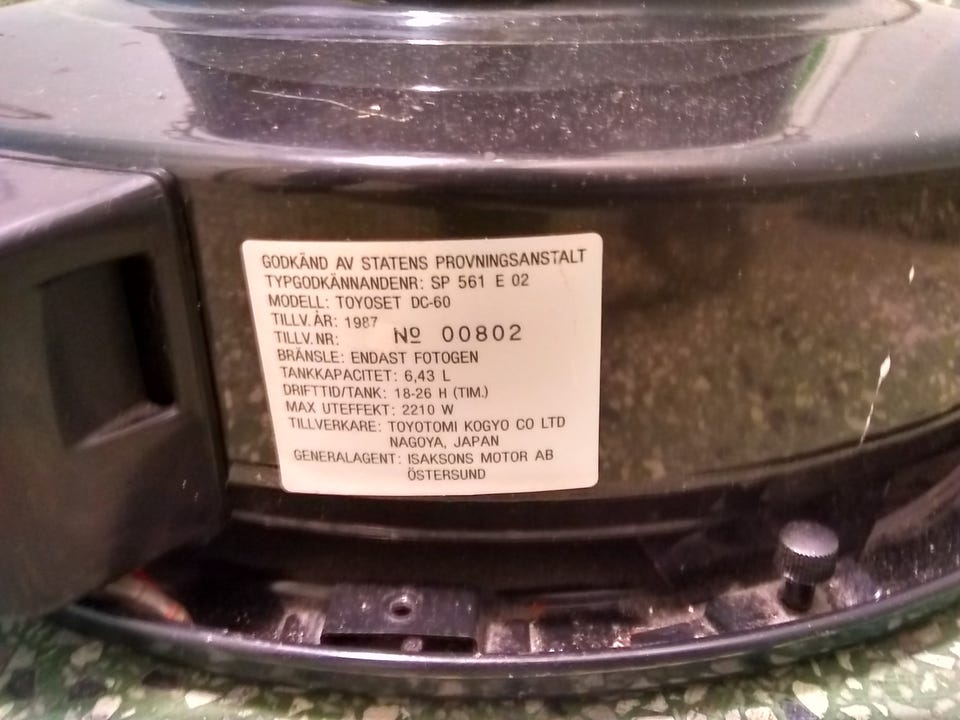 GODKÄND AV STATENS PROVNINGSANSTALT
TYPGODKÄNNANDENR: SP 561 E 02
MODELL: TOYOSET DC-60
TILLV.ÅR: 1987
TILLV.NR: Nº 00802
BRÄNSLE: ENDAST FOTOGEN
TANKKAPACITET: 6,43 L
DRIFTTID/TANK: 18-26 H (TIM.)
MAX UTEFFEKT: 2210 W
TILLVERKARE: TOYOTOMI KOGYO CO LTD
NAGOYA, JAPAN
GENERALAGENT: ISAKSONS MOTOR AB
ÖSTERSUND